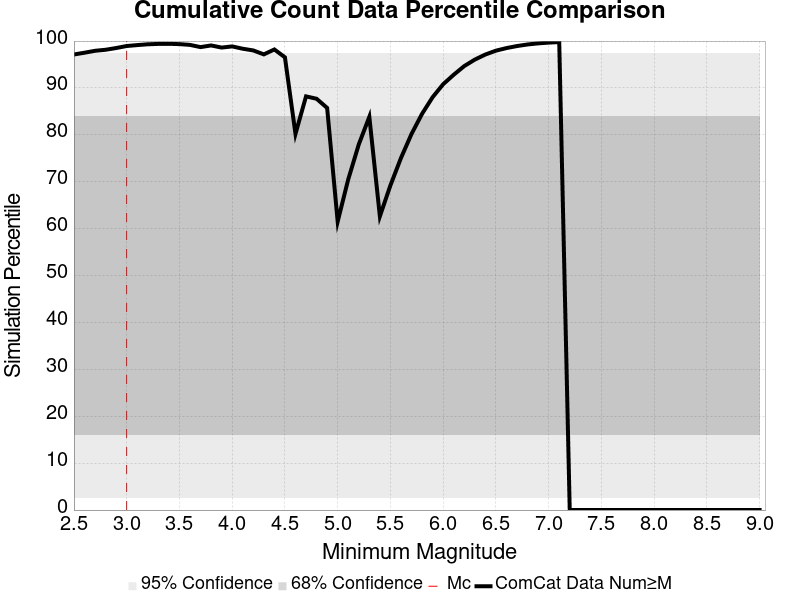 Cumulative Count Data Percentile Comparison
100
90
80
70
60
50
40
30
20
10
0
Simulation Percentile
2.5 3.0 3.5 4.0 4.5 5.0 5.5 6.0 6.5 7.0 7.5 8.0 8.5 9.0
Minimum Magnitude
95% Confidence 68% Confidence Mc ComCat Data Num≥M